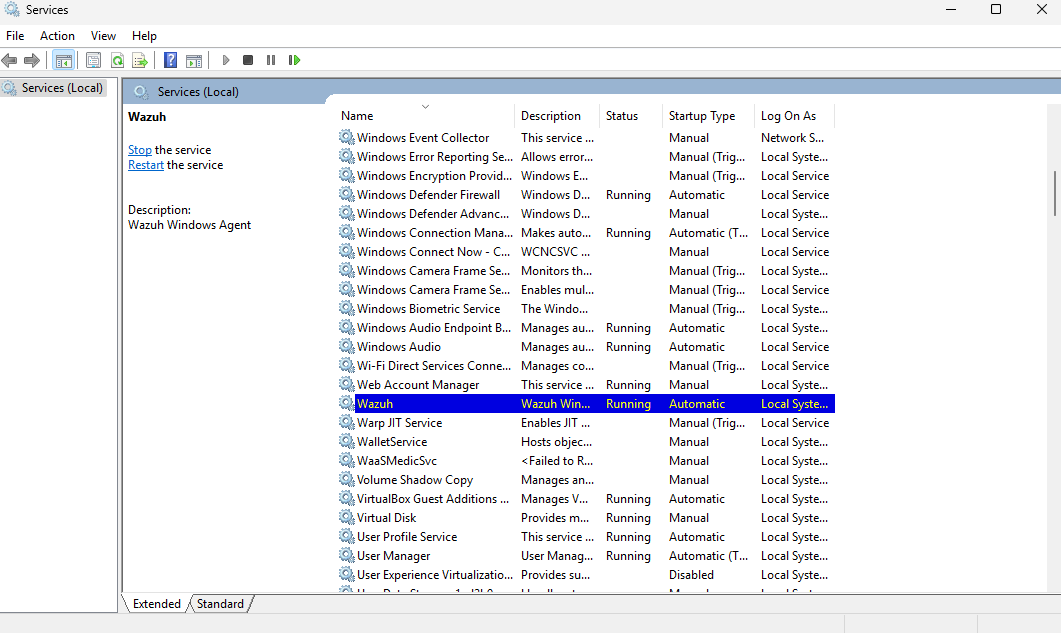 Services
File Action View Help
Services (Local)
Services (Local)
Wazuh
Stop the service
Restart the service
Description:
Wazuh Windows Agent
Name Description Status Startup Type Log On As
Windows Event Collector This service ... Manual Network S...
Windows Error Reporting Se... Allows error... Manual (Trig... Local Syste...
Windows Encryption Provid... Windows E... Manual (Trig... Local Service
Windows Defender Firewall Windows D... Running Automatic Local Service
Windows Defender Advanc... Windows D... Manual Local Syste...
Windows Connection Mana... Makes auto... Running Automatic (T... Local Service
Windows Connect Now - C... WCNCSVC ... Manual Local Service
Windows Camera Frame Se... Monitors th... Manual (Trig... Local Syste...
Windows Camera Frame Se... Enables mul... Manual (Trig... Local Service
Windows Biometric Service The Windo... Manual (Trig... Local Syste...
Windows Audio Endpoint B... Manages au... Running Automatic Local Syste...
Windows Audio Manages au... Running Automatic Local Service
Wi-Fi Direct Services Conne... Manages co... Manual (Trig... Local Service
Web Account Manager This service ... Running Manual Local Syste...
Wazuh Wazuh Win... Running Automatic Local Syste...
Warp JIT Service Enables JIT ... Manual (Trig... Local Service
WalletService Hosts objec... Manual Local Syste...
WaaSMedicSvc <Failed to R... Manual Local Syste...
Volume Shadow Copy Manages an... Manual Local Syste...
VirtualBox Guest Additions ... Manages V... Running Automatic Local Syste...
Virtual Disk Provides m... Running Manual Local Syste...
User Profile Service This service ... Running Automatic Local Syste...
User Manager User Manag... Running Automatic (T... Local Syste...
User Experience Virtualizatio... Provides su... Disabled Local Syste...
Extended Standard